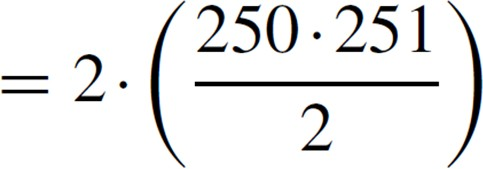 = 2 · (250 · 251 / 2)